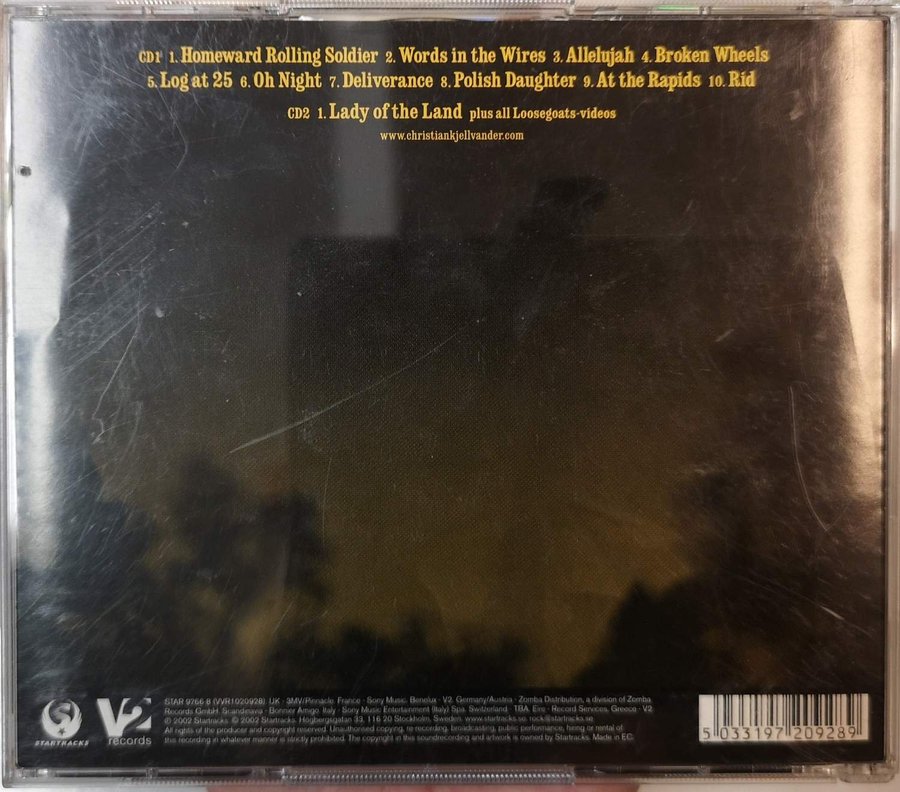 CD1 1. Homeward Rolling Soldier 2. Words in the Wires 3. Allelujah 4. Broken Wheels
5. Log at 25 6. Oh Night 7. Deliverance 8. Polish Daughter 9. At the Rapids 10. Rid
CD2 1. Lady of the Land plus all Loosegoats-videos
www.christiankjellvander.com
STARTRACKS
V2 records
STAR 9766-8 (VVR1020928). UK · 3MV/Pinnacle. France · Sony Music. Benelux · V2. Germany/Austria · Zomba Distribution, a division of Zomba
Records GmbH. Scandinavia · Bonnier Amigo. Italy · Sony Music Entertainment (Italy) Spa. Switzerland · TBA. Eire · Record Services, Greece · V2.
℗ 2002 Startracks. © 2002 Startracks. Högbergsgatan 33, 116 20 Stockholm, Sweden. www.startracks.se. rock@startracks.se
All rights of the producer and copyright reserved. Unauthorised copying, re-recording, broadcasting, public performance, hiring or rental of
this recording in whatever manner is strictly prohibited. The copyright in this soundrecording and artwork is owned by Startracks. Made in EC.
5 033197 209289